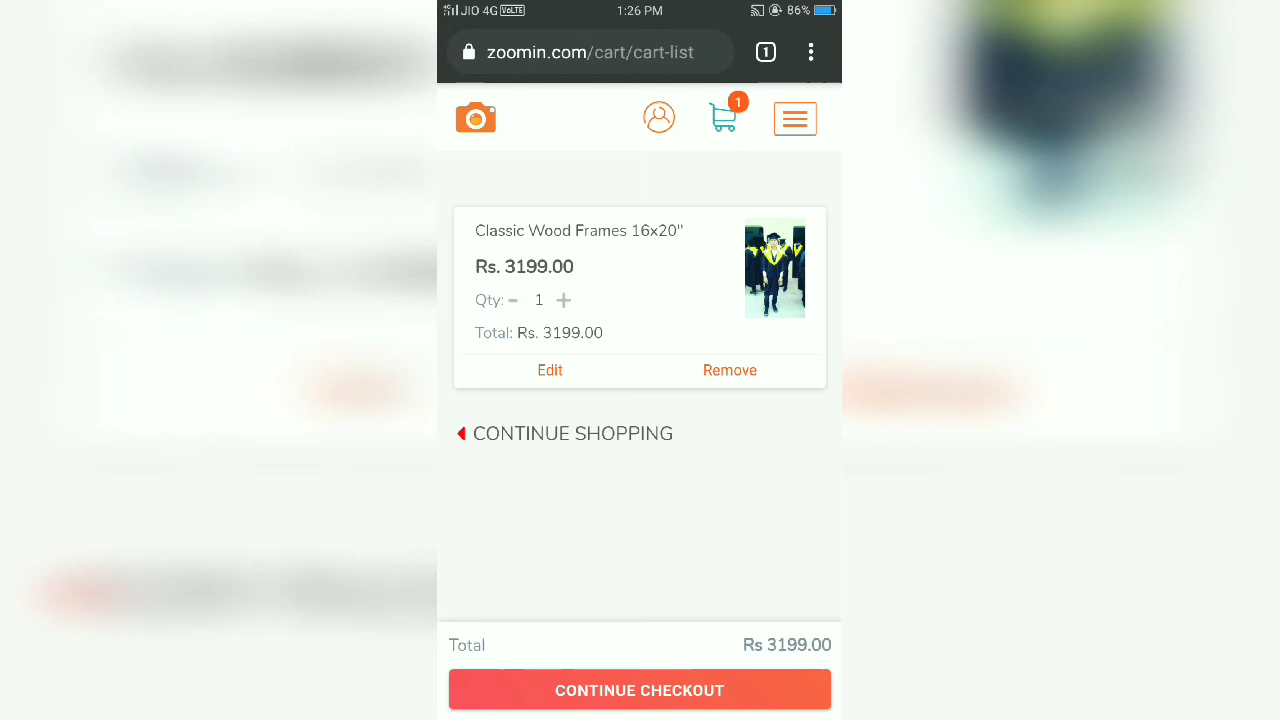 JIO 4G VoLTE 1:26 PM 86%
zoomin.com/cart/cart-list 1
1
Classic Wood Frames 16x20"
Rs. 3199.00
Qty: - 1 +
Total: Rs. 3199.00
Edit Remove
CONTINUE SHOPPING
Total Rs 3199.00
CONTINUE CHECKOUT